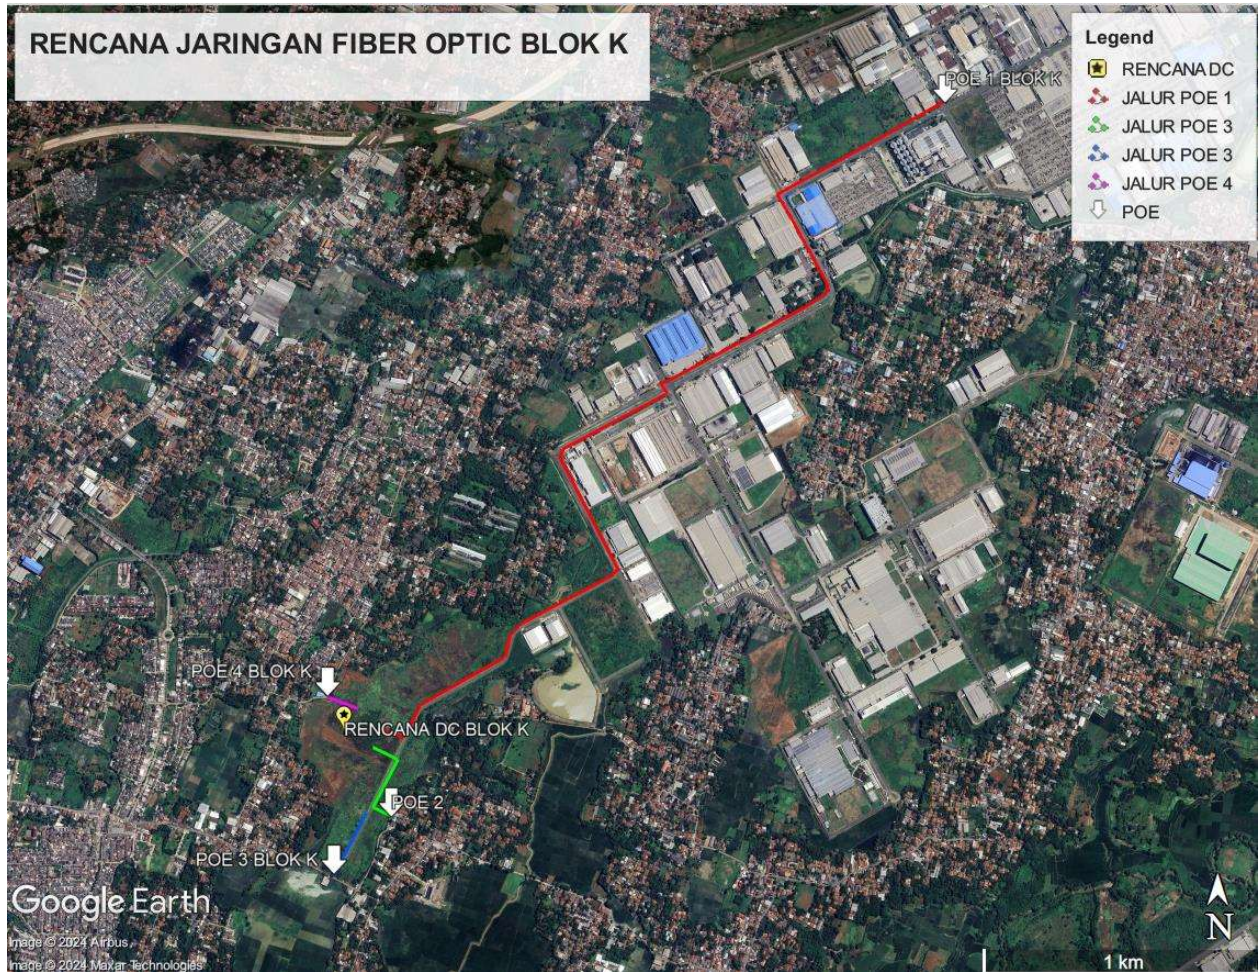 RENCANA JARINGAN FIBER OPTIC BLOK K
Legend
RENCANA DC
JALUR POE 1
JALUR POE 3
JALUR POE 3
JALUR POE 4
POE
POE 1 BLOK K
POE 4 BLOK K
RENCANA DC BLOK K
POE 2
POE 3 BLOK K
Google Earth
Image © 2024 Airbus
Image © 2024 Maxar Technologies
N
1 km